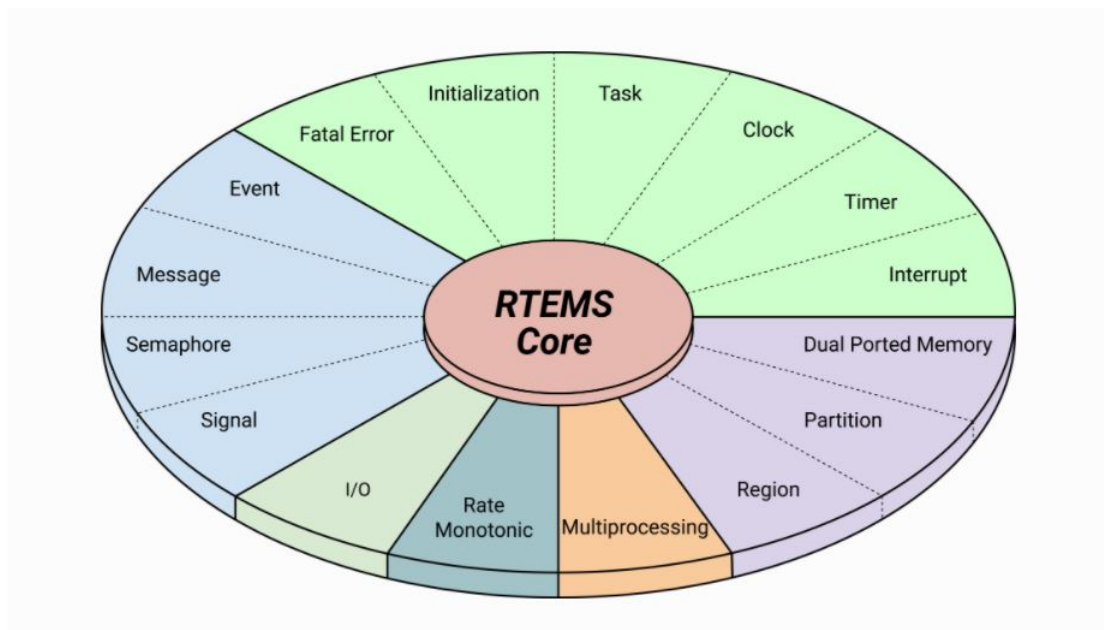 Initialization
Task
Fatal Error
Clock
Event
Timer
Message
Interrupt
RTEMS
Core
Semaphore
Dual Ported Memory
Signal
Partition
I/O
Region
Rate
Monotonic
Multiprocessing